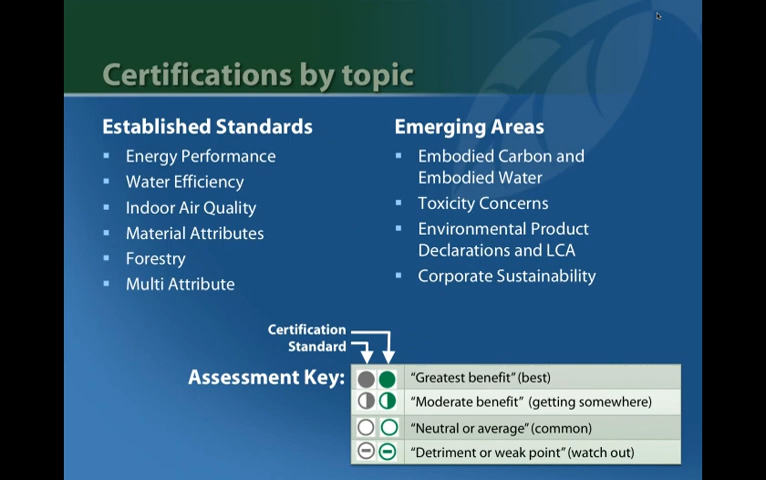 Certifications by topic
Established Standards
Energy Performance
Water Efficiency
Indoor Air Quality
Material Attributes
Forestry
Multi Attribute
Emerging Areas
Embodied Carbon and
Embodied Water
Toxicity Concerns
Environmental Product
Declarations and LCA
Corporate Sustainability
Certification
Standard
Assessment Key:
“Greatest benefit” (best)
“Moderate benefit” (getting somewhere)
“Neutral or average” (common)
“Detriment or weak point” (watch out)